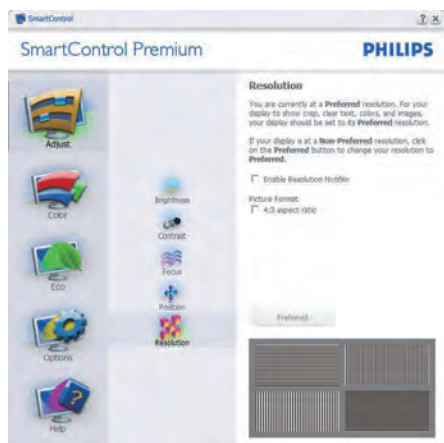 SmartControl
? X
SmartControl Premium
PHILIPS
Adjust
Color
Eco
Options
Help
Brightness
Contrast
Focus
Position
Resolution
Resolution
You are currently at a Preferred resolution. For your
display to show crisp, clear text, colors, and images,
your display should be set to its Preferred resolution.
If your display is at a Non-Preferred resolution, click
on the Preferred button to change your resolution to
Preferred.
Enable Resolution Notifier
Picture Format
4:3 aspect ratio
Preferred